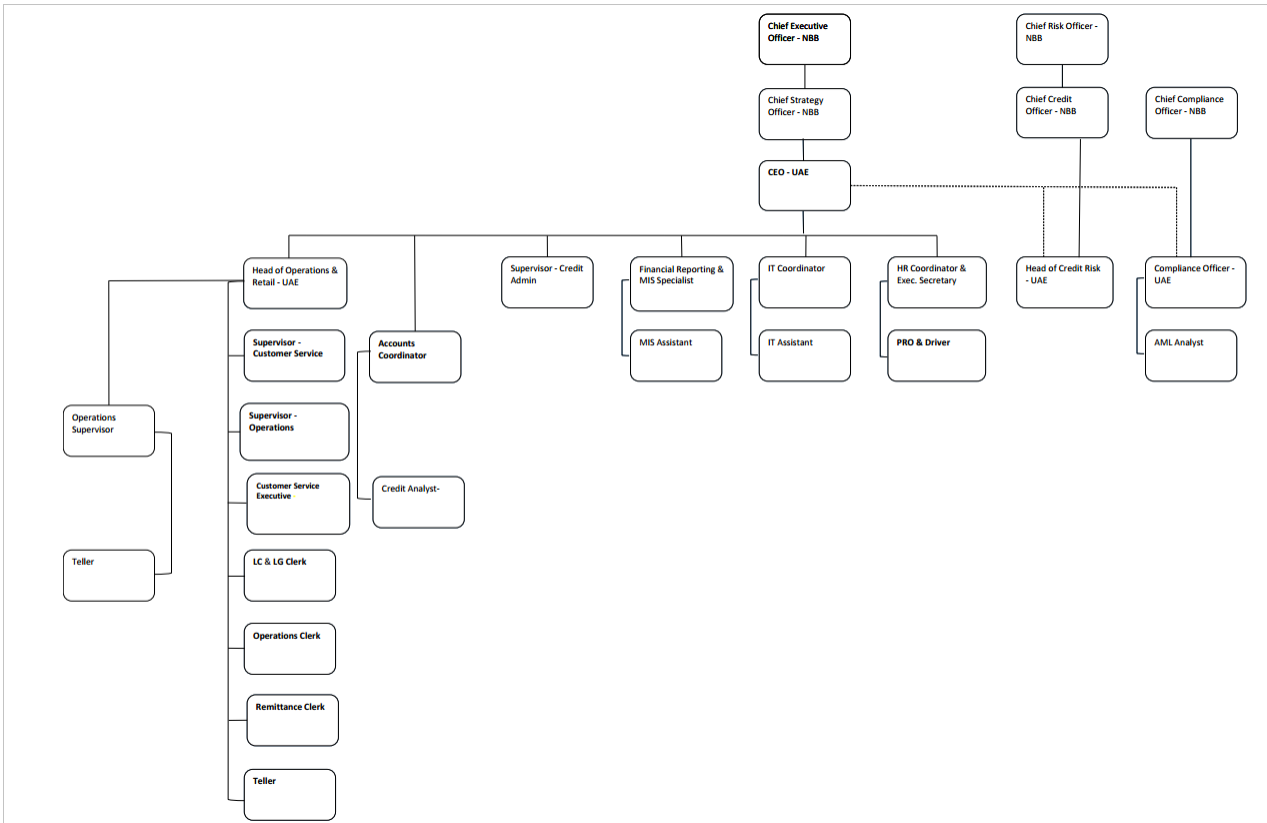 Chief Executive
Officer - NBB
Chief Risk Officer -
NBB
Chief Strategy
Officer - NBB
Chief Credit
Officer - NBB
Chief Compliance
Officer - NBB
CEO - UAE
Head of Operations &
Retail - UAE
Supervisor - Credit
Admin
Financial Reporting &
MIS Specialist
IT Coordinator
HR Coordinator &
Exec. Secretary
Head of Credit Risk
- UAE
Compliance Officer -
UAE
Supervisor -
Customer Service
Accounts
Coordinator
MIS Assistant
IT Assistant
PRO & Driver
AML Analyst
Operations
Supervisor
Supervisor -
Operations
Customer Service
Executive
Credit Analyst-
Teller
LC & LG Clerk
Operations Clerk
Remittance Clerk
Teller